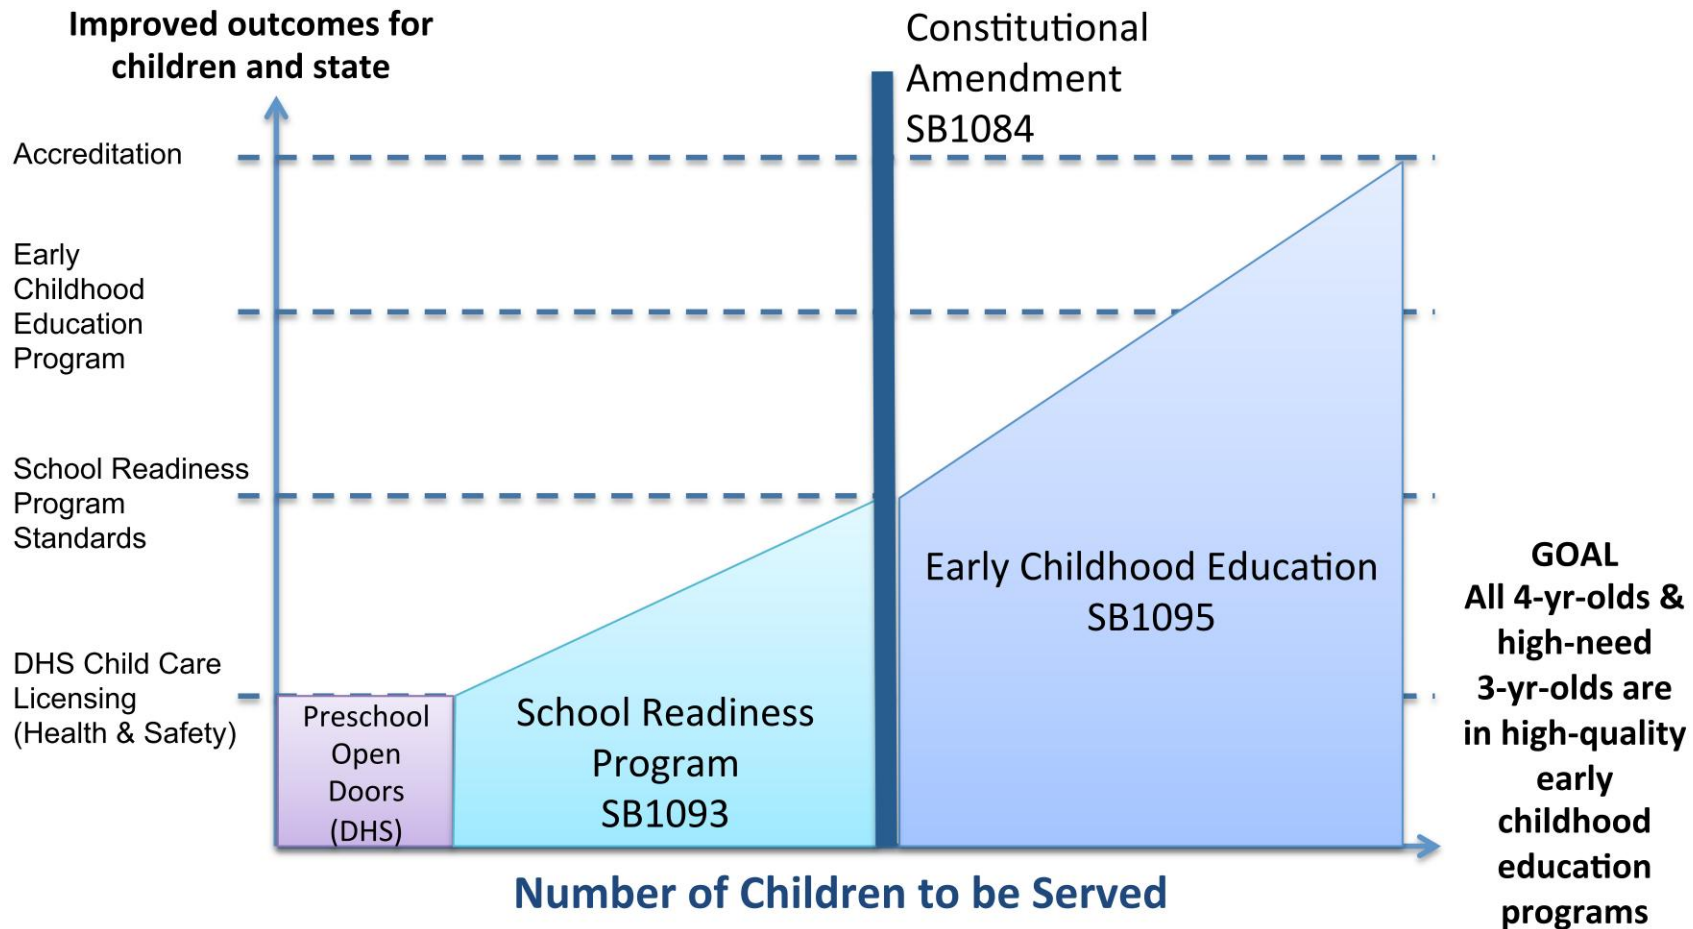 Improved outcomes for
children and state
Constitutional
Amendment
SB1084
Accreditation
Early
Childhood
Education
Program
School Readiness
Program
Standards
DHS Child Care
Licensing
(Health & Safety)
Preschool
Open
Doors
(DHS)
School Readiness
Program
SB1093
Early Childhood Education
SB1095
GOAL
All 4-yr-olds &
high-need
3-yr-olds are
in high-quality
early
childhood
education
programs
Number of Children to be Served